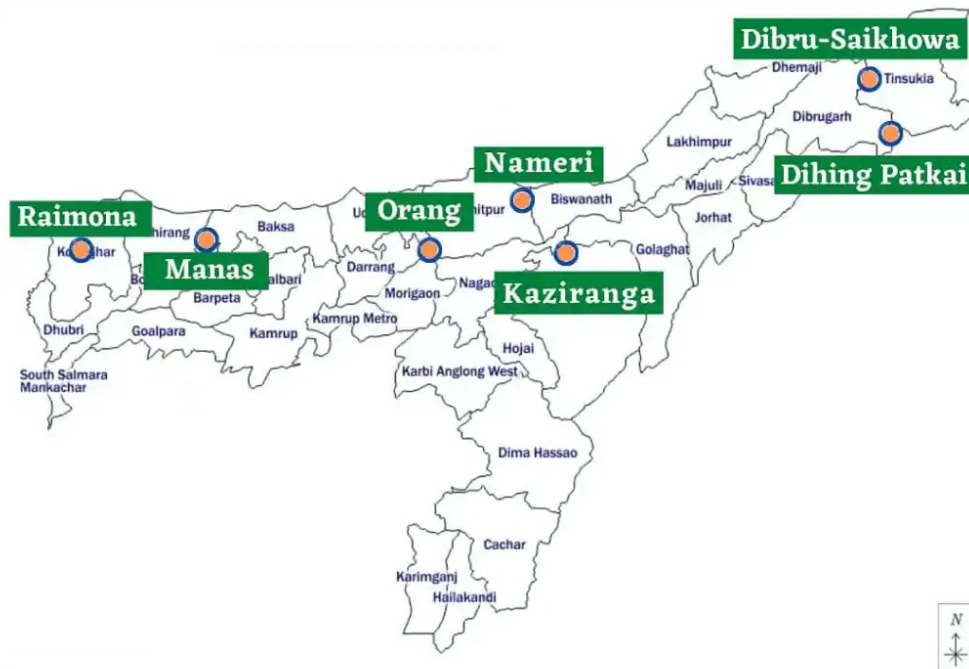 Dibru-Saikhowa
Dhemaji
Tinsukia
Dibrugarh
Lakhimpur
Nameri
Dihing Patkai
Majuli
Biswanath
Raimona
Orang
Jorhat
Baksa
Golaghat
Manas
Darrang
Kaziranga
Morigaon
Barpeta
Kamrup Metro
Dhubri
Goalpara
Kamrup
Hojai
South Salmara
Mankachar
Karbi Anglong West
Dima Hassao
Cachar
Karimganj
Hailakandi
N